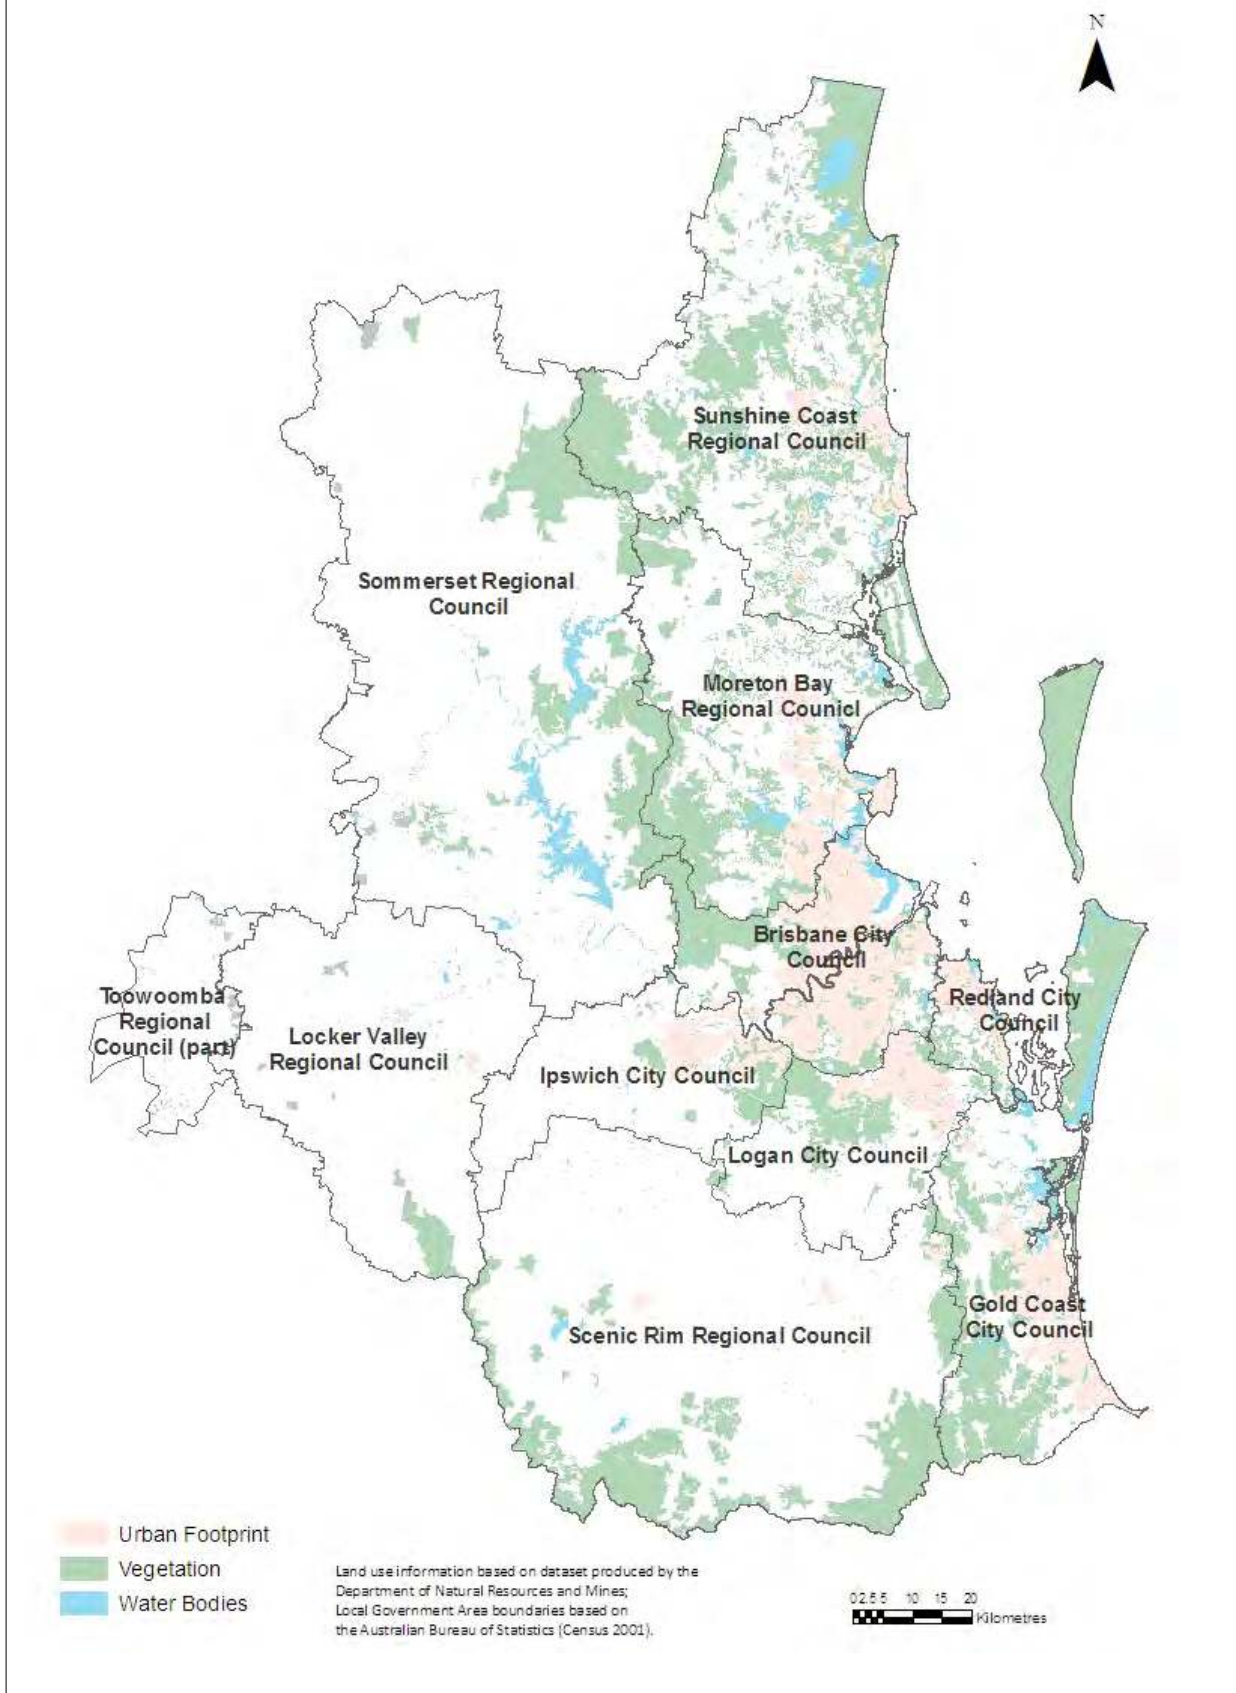 N
Sunshine Coast
Regional Council
Sommerset Regional
Council
Moreton Bay
Regional Counicl
Brisbane City
Council
Redland City
Council
Toowoomba
Regional
Council (part)
Locker Valley
Regional Council
Ipswich City Council
Logan City Council
Gold Coast
City Council
Scenic Rim Regional Council
Urban Footprint
Vegetation
Water Bodies
Land use information based on dataset produced by the
Department of Natural Resources and Mines;
Local Government Area boundaries based on
the Australian Bureau of Statistics (Census 2001).
0 2.5 5 10 15 20
Kilometres